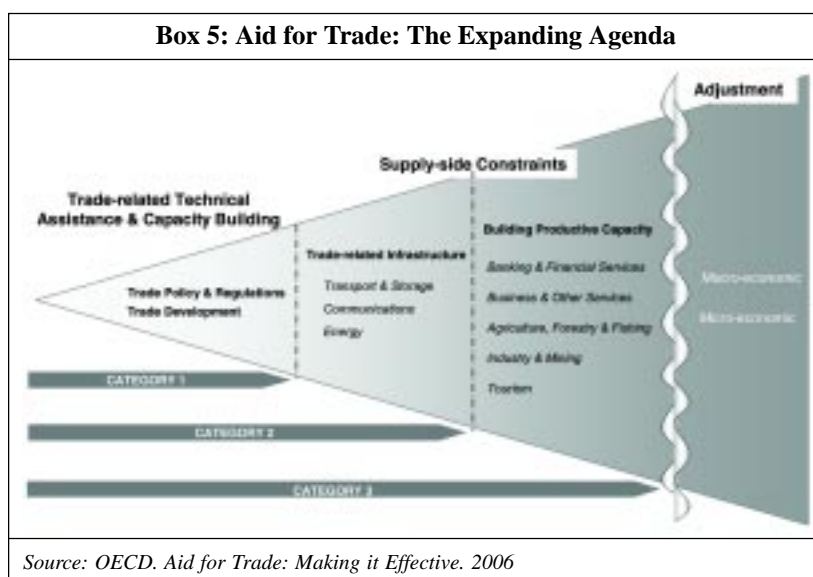 Box 5: Aid for Trade: The Expanding Agenda
Adjustment
Supply-side Constraints
Trade-related Technical
Assistance & Capacity Building
Building Productive Capacity
Trade-related Infrastructure
Banking & Financial Services
Transport & Storage
Communications
Energy
Business & Other Services
Agriculture, Forestry & Fishing
Industry & Mining
Tourism
Macro-economic
Micro-economic
Trade Policy & Regulations
Trade Development
CATEGORY 1
CATEGORY 2
CATEGORY 3
Source: OECD. Aid for Trade: Making it Effective. 2006